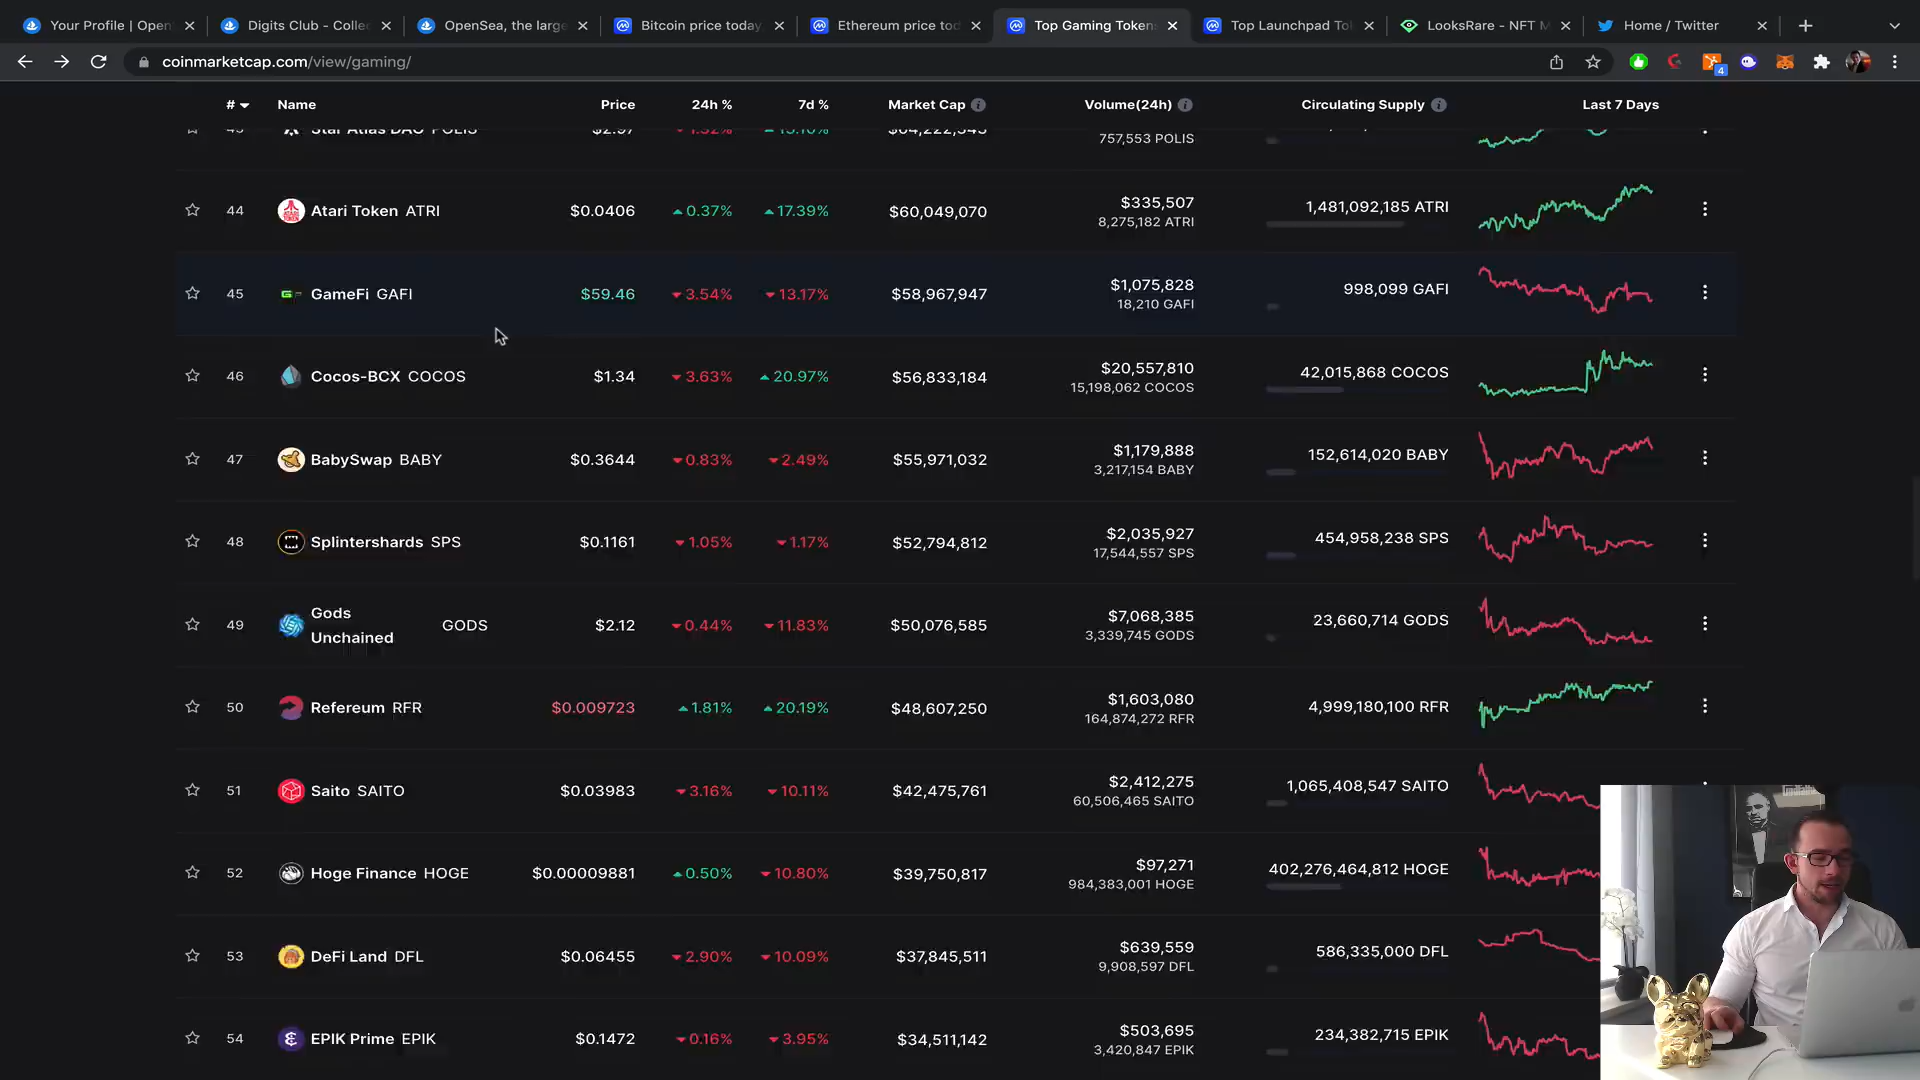 Your Profile | Open
Digits Club - Collec
OpenSea, the large
Bitcoin price today
Ethereum price tod
Top Gaming Tokens
Top Launchpad To
LooksRare - NFT M
Home / Twitter
coinmarketcap.com/view/gaming/
4
# Name Price 24h % 7d % Market Cap Volume(24h) Circulating Supply Last 7 Days
43 Star Atlas DAO POLIS $2.97 1.32% $64,222,343
757,553 POLIS
44 Atari Token ATRI $0.0406 0.37% 17.39% $60,049,070 $335,507 1,481,092,185 ATRI
8,275,182 ATRI
45 GameFi GAFI $59.46 3.54% 13.17% $58,967,947 $1,075,828 998,099 GAFI
18,210 GAFI
46 Cocos-BCX COCOS $1.34 3.63% 20.97% $56,833,184 $20,557,810 42,015,868 COCOS
15,198,062 COCOS
47 BabySwap BABY $0.3644 0.83% 2.49% $55,971,032 $1,179,888 152,614,020 BABY
3,217,154 BABY
48 Splintershards SPS $0.1161 1.05% 1.17% $52,794,812 $2,035,927 454,958,238 SPS
17,544,557 SPS
49 Gods Unchained GODS $2.12 0.44% 11.83% $50,076,585 $7,068,385 23,660,714 GODS
3,339,745 GODS
50 Refereum RFR $0.009723 1.81% 20.19% $48,607,250 $1,603,080 4,999,180,100 RFR
164,874,272 RFR
51 Saito SAITO $0.03983 3.16% 10.11% $42,475,761 $2,412,275 1,065,408,547 SAITO
60,506,465 SAITO
52 Hoge Finance HOGE $0.00009881 0.50% 10.80% $39,750,817 $97,271 402,276,464,812 HOGE
984,383,001 HOGE
53 DeFi Land DFL $0.06455 2.90% 10.09% $37,845,511 $639,559 586,335,000 DFL
9,908,597 DFL
54 EPIK Prime EPIK $0.1472 0.16% 3.95% $34,511,142 $503,695 234,382,715 EPIK
3,420,847 EPIK